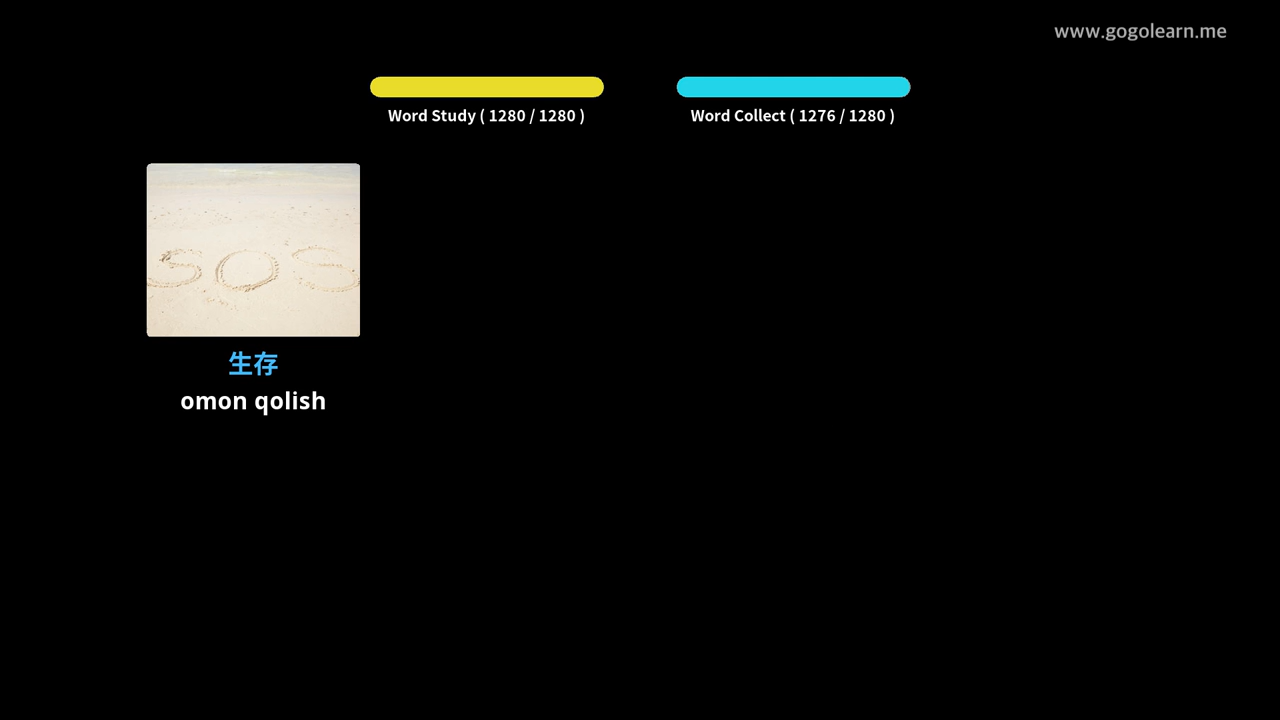 www.gogolearn.me
Word Study ( 1280 / 1280 )
Word Collect ( 1276 / 1280 )
SOS
生存
omon qolish